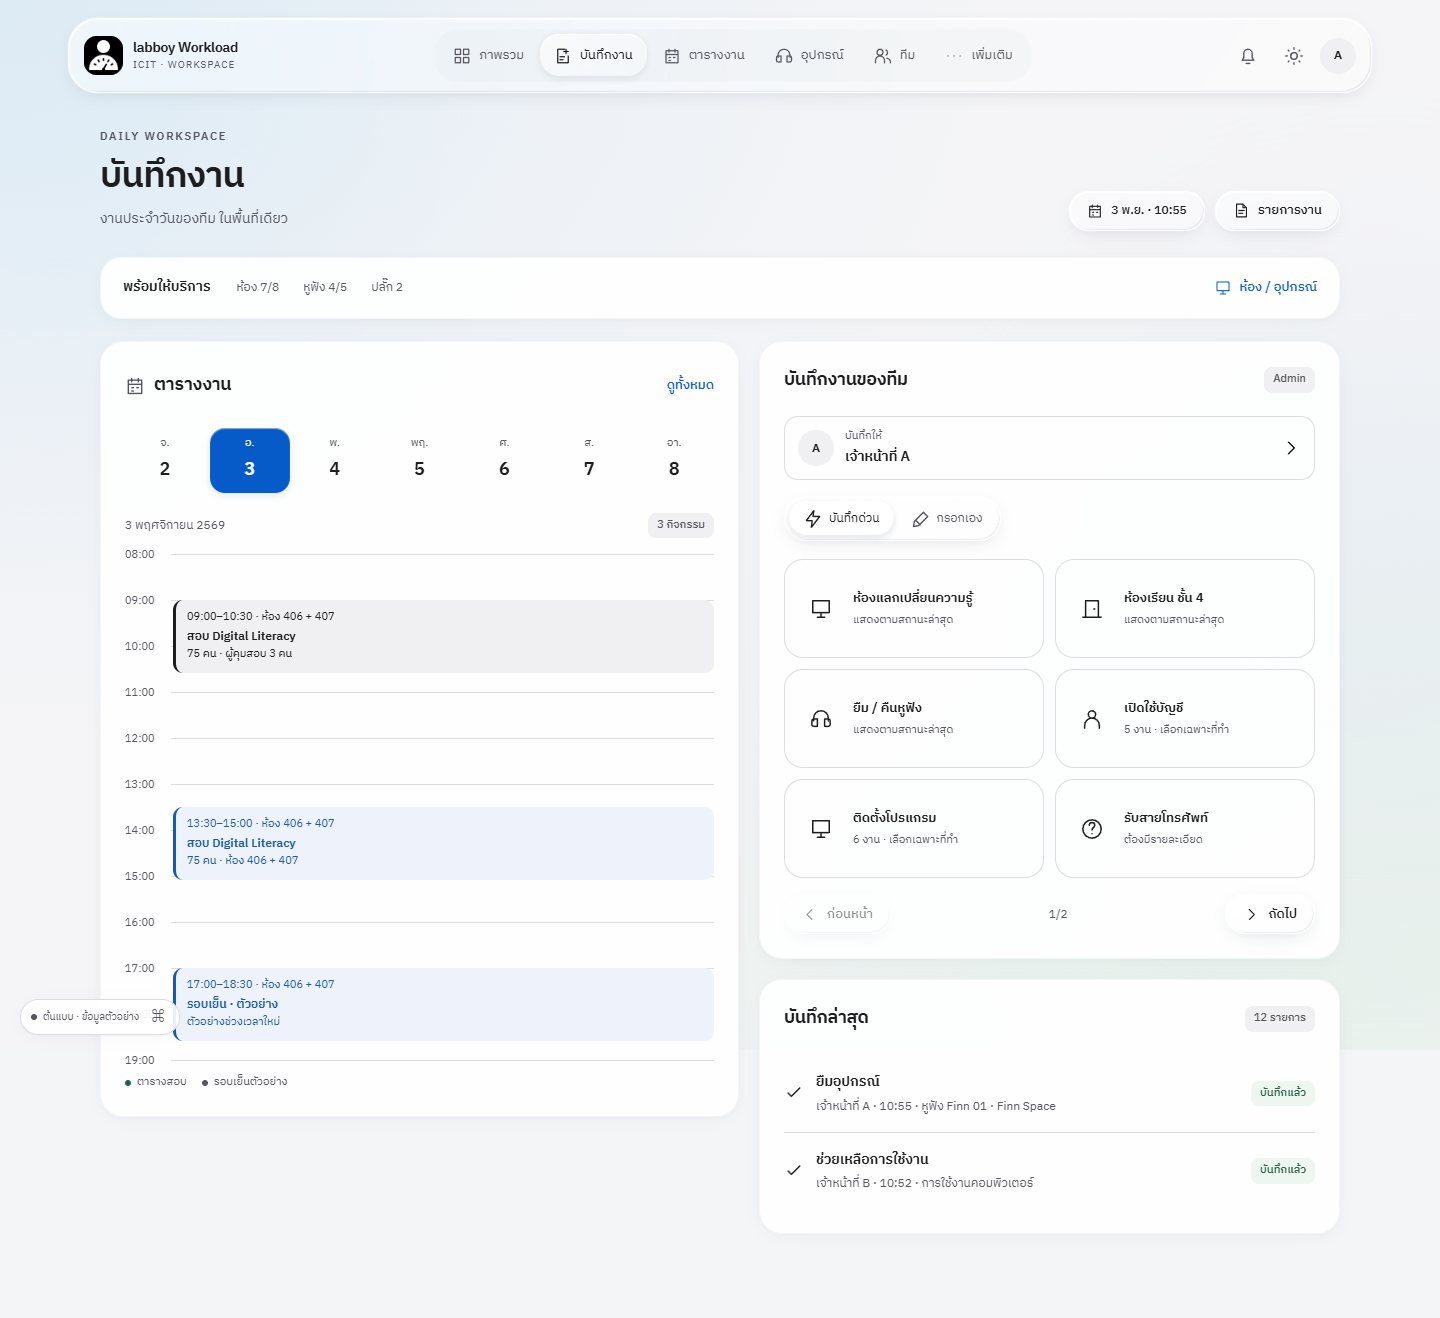 labboy Workload
ICIT · WORKSPACE
ภาพรวม
บันทึกงาน
ตารางงาน
อุปกรณ์
ทีม
··· เพิ่มเติม
A
DAILY WORKSPACE
บันทึกงาน
งานประจำวันของทีม ในพื้นที่เดียว
3 พ.ย. · 10:55
รายการงาน
พร้อมให้บริการ
ห้อง 7/8
หูฟัง 4/5
ปลั๊ก 2
ห้อง / อุปกรณ์
ตารางงาน
ดูทั้งหมด
จ.
2
อ.
3
พ.
4
พฤ.
5
ศ.
6
ส.
7
อา.
8
3 พฤศจิกายน 2569
3 กิจกรรม
08:00
09:00
09:00–10:30 · ห้อง 406 + 407
สอบ Digital Literacy
75 คน · ผู้คุมสอบ 3 คน
10:00
11:00
12:00
13:00
13:30–15:00 · ห้อง 406 + 407
สอบ Digital Literacy
75 คน · ห้อง 406 + 407
14:00
15:00
16:00
17:00
17:00–18:30 · ห้อง 406 + 407
รอบเย็น · ตัวอย่าง
ตัวอย่างช่วงเวลาใหม่
19:00
ตารางสอบ
รอบเย็นตัวอย่าง
ต้นแบบ · ข้อมูลตัวอย่าง ⌘
บันทึกงานของทีม
Admin
A
บันทึกให้
เจ้าหน้าที่ A
บันทึกด่วน
กรอกเอง
ห้องแลกเปลี่ยนความรู้
แสดงตามสถานะล่าสุด
ห้องเรียน ชั้น 4
แสดงตามสถานะล่าสุด
ยืม / คืนหูฟัง
แสดงตามสถานะล่าสุด
เปิดใช้บัญชี
5 งาน · เลือกเฉพาะที่ทำ
ติดตั้งโปรแกรม
6 งาน · เลือกเฉพาะที่ทำ
รับสายโทรศัพท์
ต้องมีรายละเอียด
ก่อนหน้า
1/2
ถัดไป
บันทึกล่าสุด
12 รายการ
ยืมอุปกรณ์
เจ้าหน้าที่ A · 10:55 · หูฟัง Finn 01 · Finn Space
บันทึกแล้ว
ช่วยเหลือการใช้งาน
เจ้าหน้าที่ B · 10:52 · การใช้งานคอมพิวเตอร์
บันทึกแล้ว